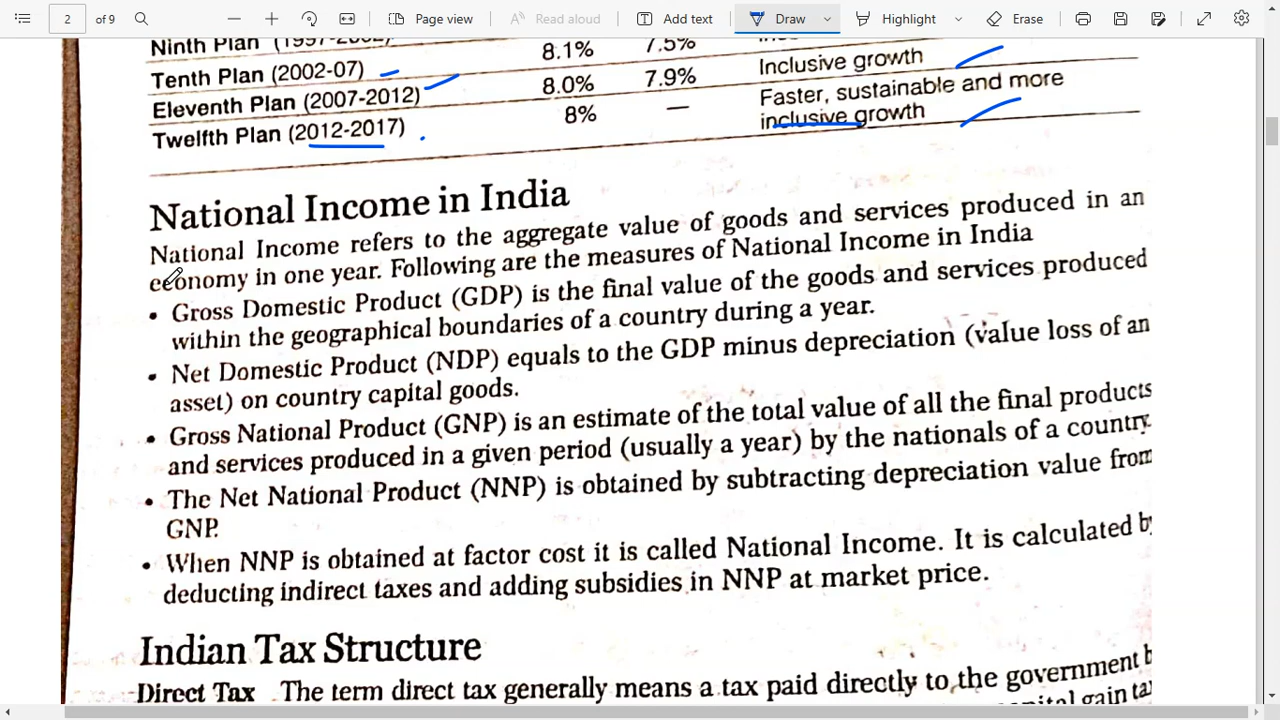 2 of 9 Page view Read aloud Add text Draw Highlight Erase
Ninth Plan
Tenth Plan (2002-07) 8.1% 7.5% Inclusive growth
Eleventh Plan (2007-2012) 8.0% 7.9% Faster, sustainable and more
Twelfth Plan (2012-2017) 8% — inclusive growth
National Income in India
National Income refers to the aggregate value of goods and services produced in an
economy in one year. Following are the measures of National Income in India
• Gross Domestic Product (GDP) is the final value of the goods and services produced
within the geographical boundaries of a country during a year.
• Net Domestic Product (NDP) equals to the GDP minus depreciation (value loss of an
asset) on country capital goods.
• Gross National Product (GNP) is an estimate of the total value of all the final products
and services produced in a given period (usually a year) by the nationals of a country.
• The Net National Product (NNP) is obtained by subtracting depreciation value from
GNP.
• When NNP is obtained at factor cost it is called National Income. It is calculated by
deducting indirect taxes and adding subsidies in NNP at market price.
Indian Tax Structure
Direct Tax The term direct tax generally means a tax paid directly to the government b
capital gain tax